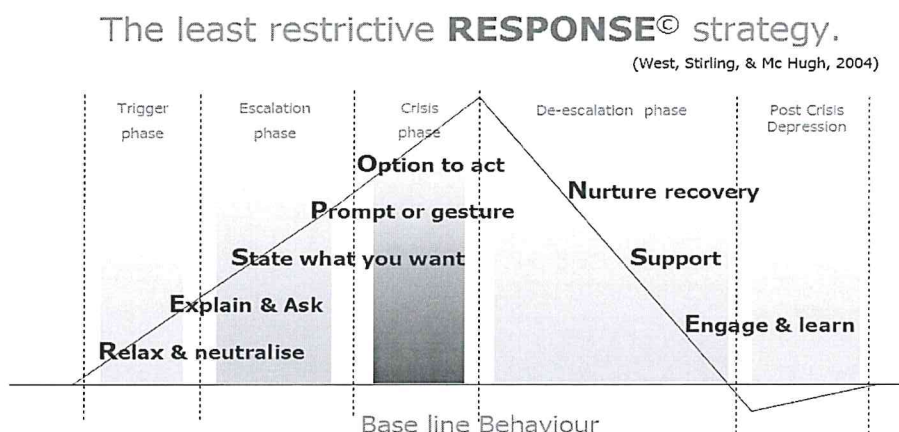 The least restrictive RESPONSE© strategy.
(West, Stirling, & Mc Hugh, 2004)
Trigger
phase
Escalation
phase
Crisis
phase
De-escalation phase
Post Crisis
Depression
Option to act
Nurture recovery
Prompt or gesture
State what you want
Support
Explain & Ask
Engage & learn
Relax & neutralise
Base line Behaviour